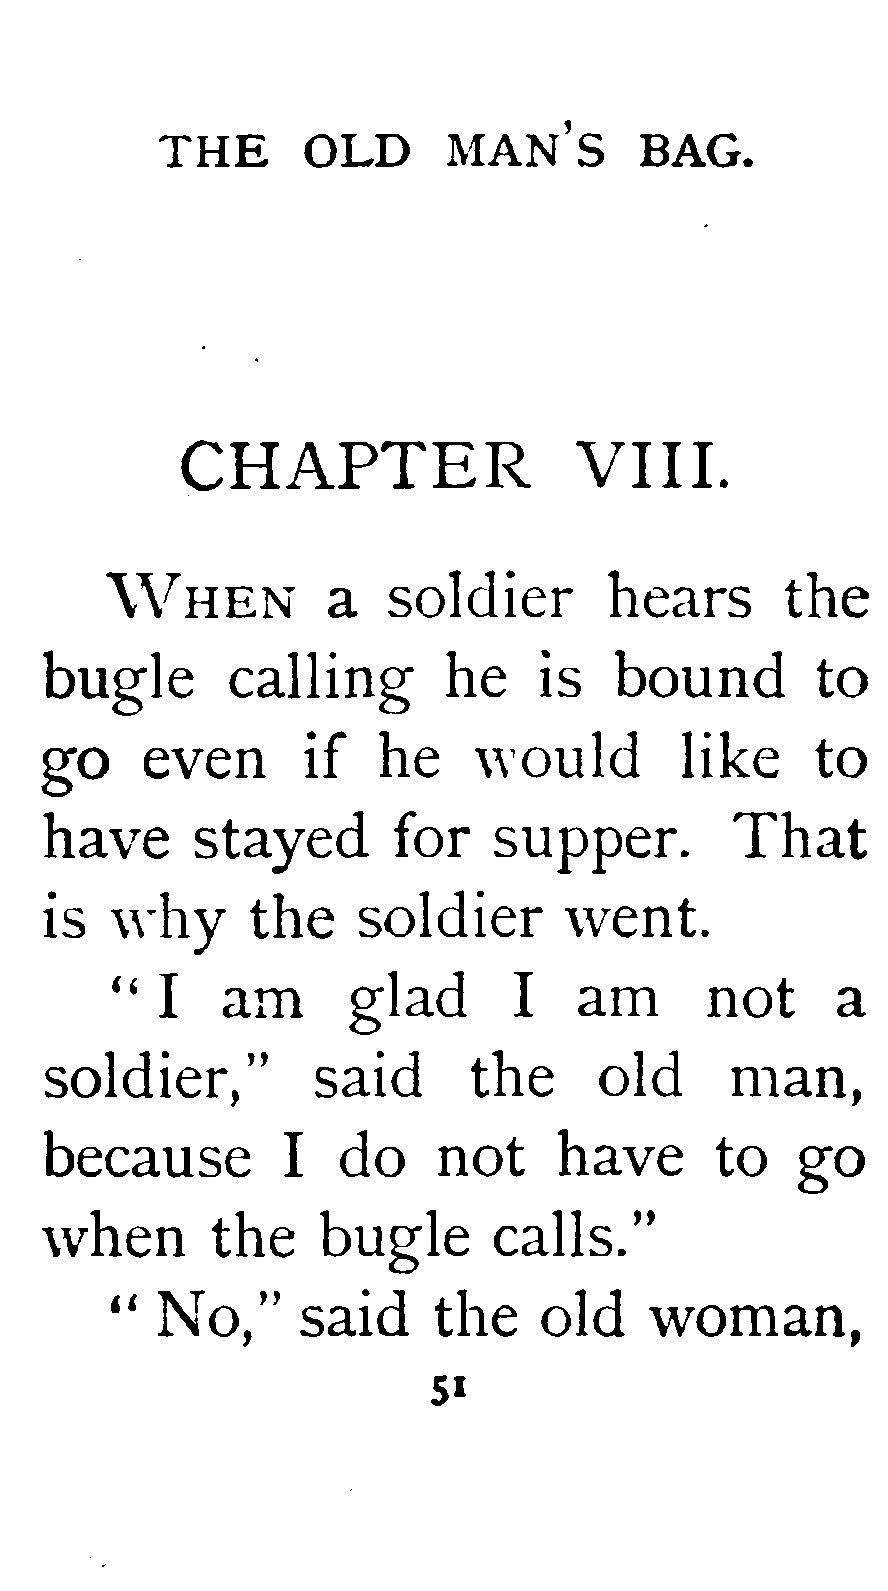 THE OLD MAN'S BAG.
CHAPTER VIII.
WHEN a soldier hears the
bugle calling he is bound to
go even if he would like to
have stayed for supper. That
is why the soldier went.
“ I am glad I am not a
soldier,” said the old man,
because I do not have to go
when the bugle calls.”
“ No,” said the old woman,
51